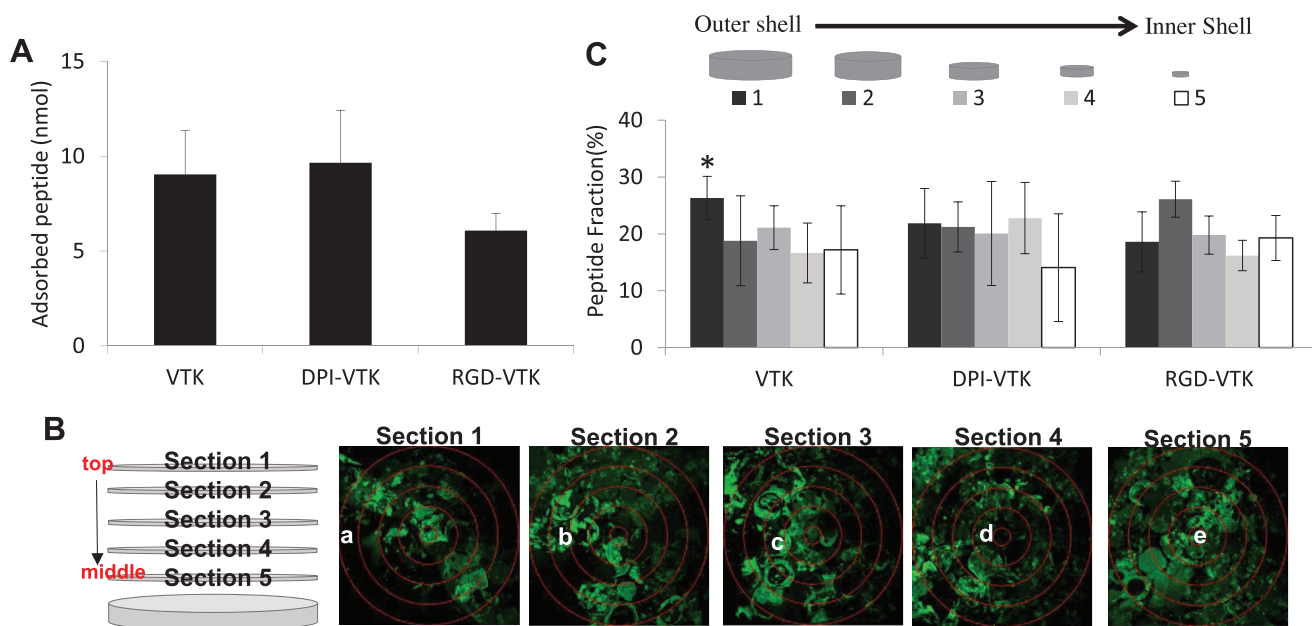 A
Adsorbed peptide (nmol)
15
10
5
0
VTK DPI-VTK RGD-VTK
C
Outer shell Inner Shell
1 2 3 4 5
Peptide Fraction(%)
40
30
20
10
0
*
VTK DPI-VTK RGD-VTK
B
top
middle
Section 1
Section 2
Section 3
Section 4
Section 5
Section 1 Section 2 Section 3 Section 4 Section 5
a b c d e